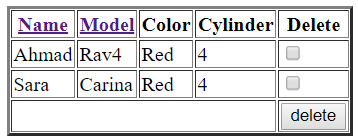 Name Model Color Cylinder Delete
Ahmad Rav4 Red 4
Sara Carina Red 4
delete